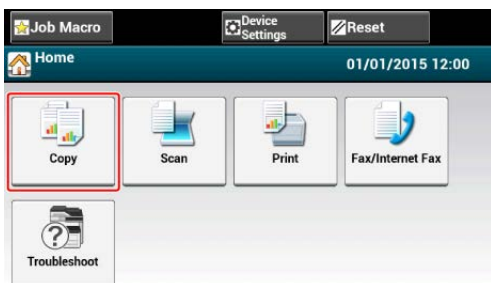 Job Macro
Device
Settings
Reset
Home
01/01/2015 12:00
Copy
Scan
Print
Fax/Internet Fax
Troubleshoot